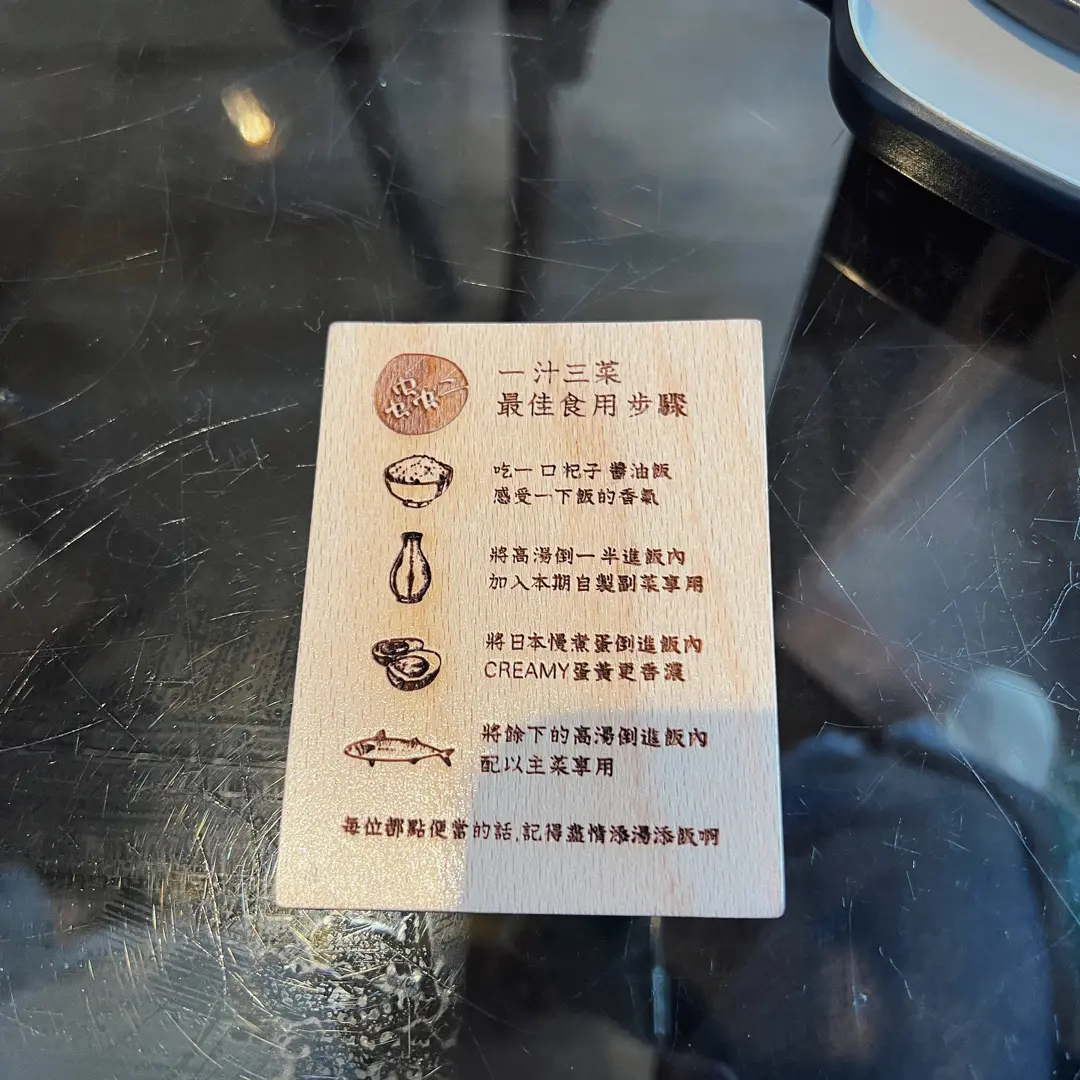 一汁三菜
最佳食用步驟
吃一口杞子醬油飯
感受一下飯的香氣
將高湯倒一半進飯內
加入本期自製副菜享用
將日本慢煮蛋倒進飯內
CREAMY蛋黃更香濃
將餘下的高湯倒進飯內
配以主菜享用
每位都點便當的話,記得盡情添湯添飯啊